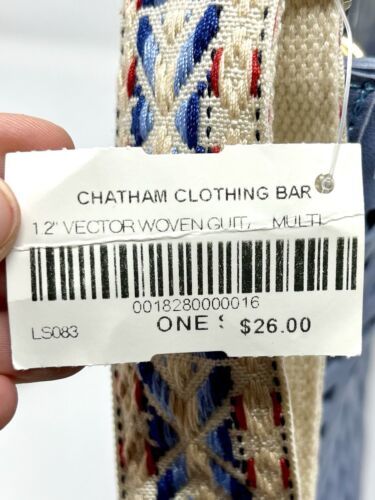 CHATHAM CLOTHING BAR
1.2" VECTOR WOVEN GUIT MULTI
0018280000016
LS083 ONE $26.00